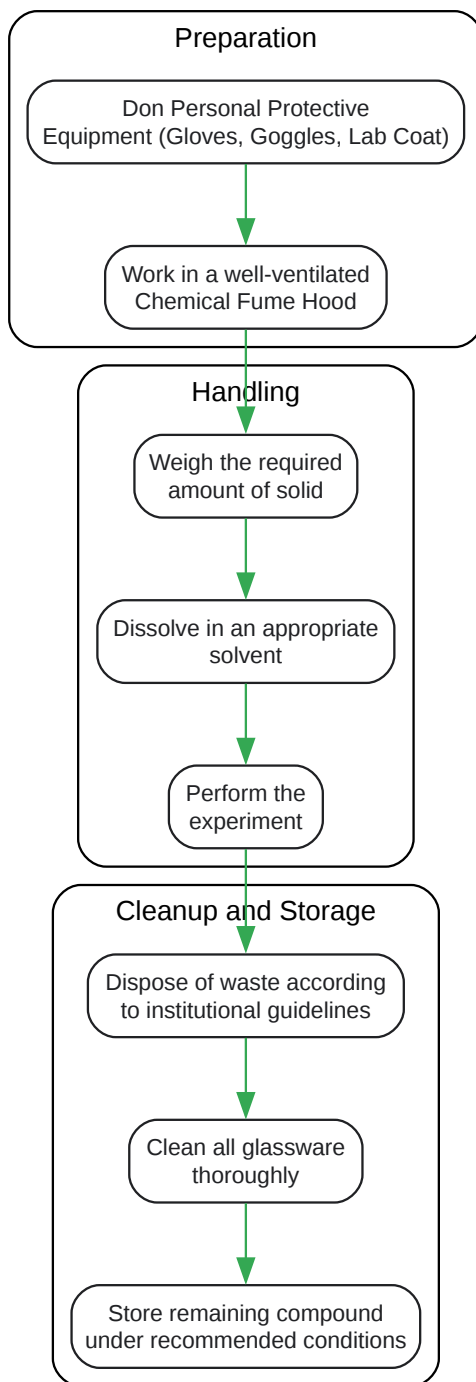 Preparation
Don Personal Protective
Equipment (Gloves, Goggles, Lab Coat)
Work in a well-ventilated
Chemical Fume Hood
Handling
Weigh the required
amount of solid
Dissolve in an appropriate
solvent
Perform the
experiment
Cleanup and Storage
Dispose of waste according
to institutional guidelines
Clean all glassware
thoroughly
Store remaining compound
under recommended conditions